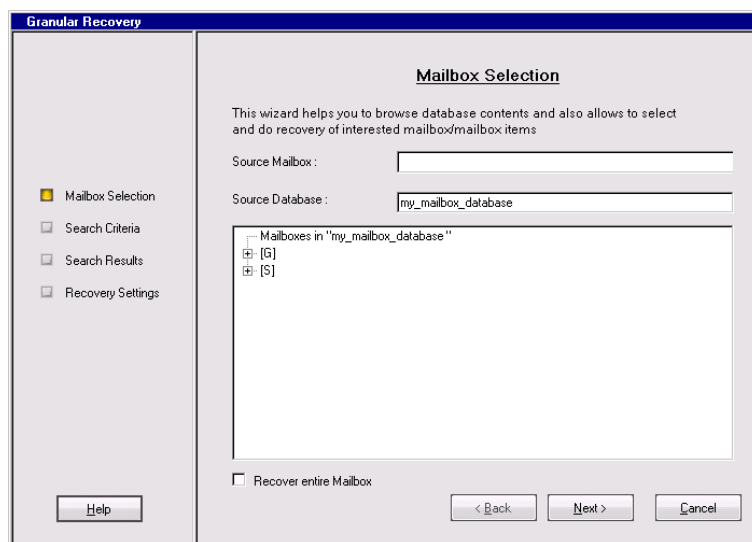 Granular Recovery
Mailbox Selection
Search Criteria
Search Results
Recovery Settings
Help
Mailbox Selection
This wizard helps you to browse database contents and also allows to select
and do recovery of interested mailbox/mailbox items
Source Mailbox :
Source Database :
my_mailbox_database
Mailboxes in "my_mailbox_database"
[G]
[S]
Recover entire Mailbox
< Back
Next >
Cancel